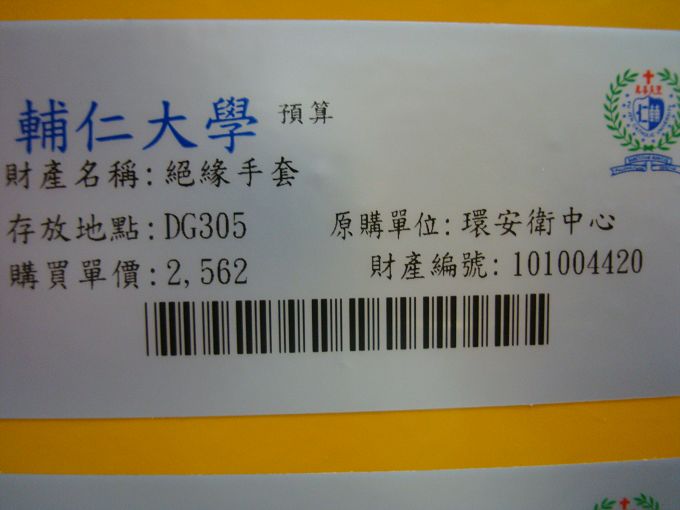 輔仁大學 預算
財產名稱:絕緣手套
存放地點:DG305 原購單位:環安衛中心
購買單價:2,562 財產編號:101004420